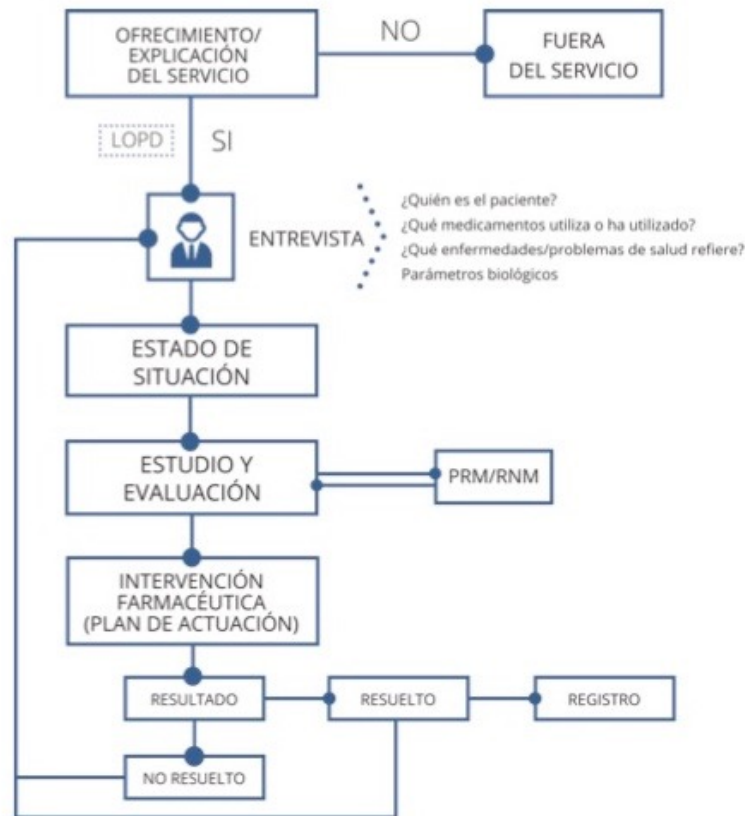 OFRECIMIENTO/
EXPLICACIÓN
DEL SERVICIO
NO
FUERA
DEL SERVICIO
LOPD
SI
ENTREVISTA
¿Quién es el paciente?
¿Qué medicamentos utiliza o ha utilizado?
¿Qué enfermedades/problemas de salud refiere?
Parámetros biológicos
ESTADO DE
SITUACIÓN
ESTUDIO Y
EVALUACIÓN
PRM/RNM
INTERVENCIÓN
FARMACÉUTICA
(PLAN DE ACTUACIÓN)
RESULTADO
RESUELTO
REGISTRO
NO RESUELTO